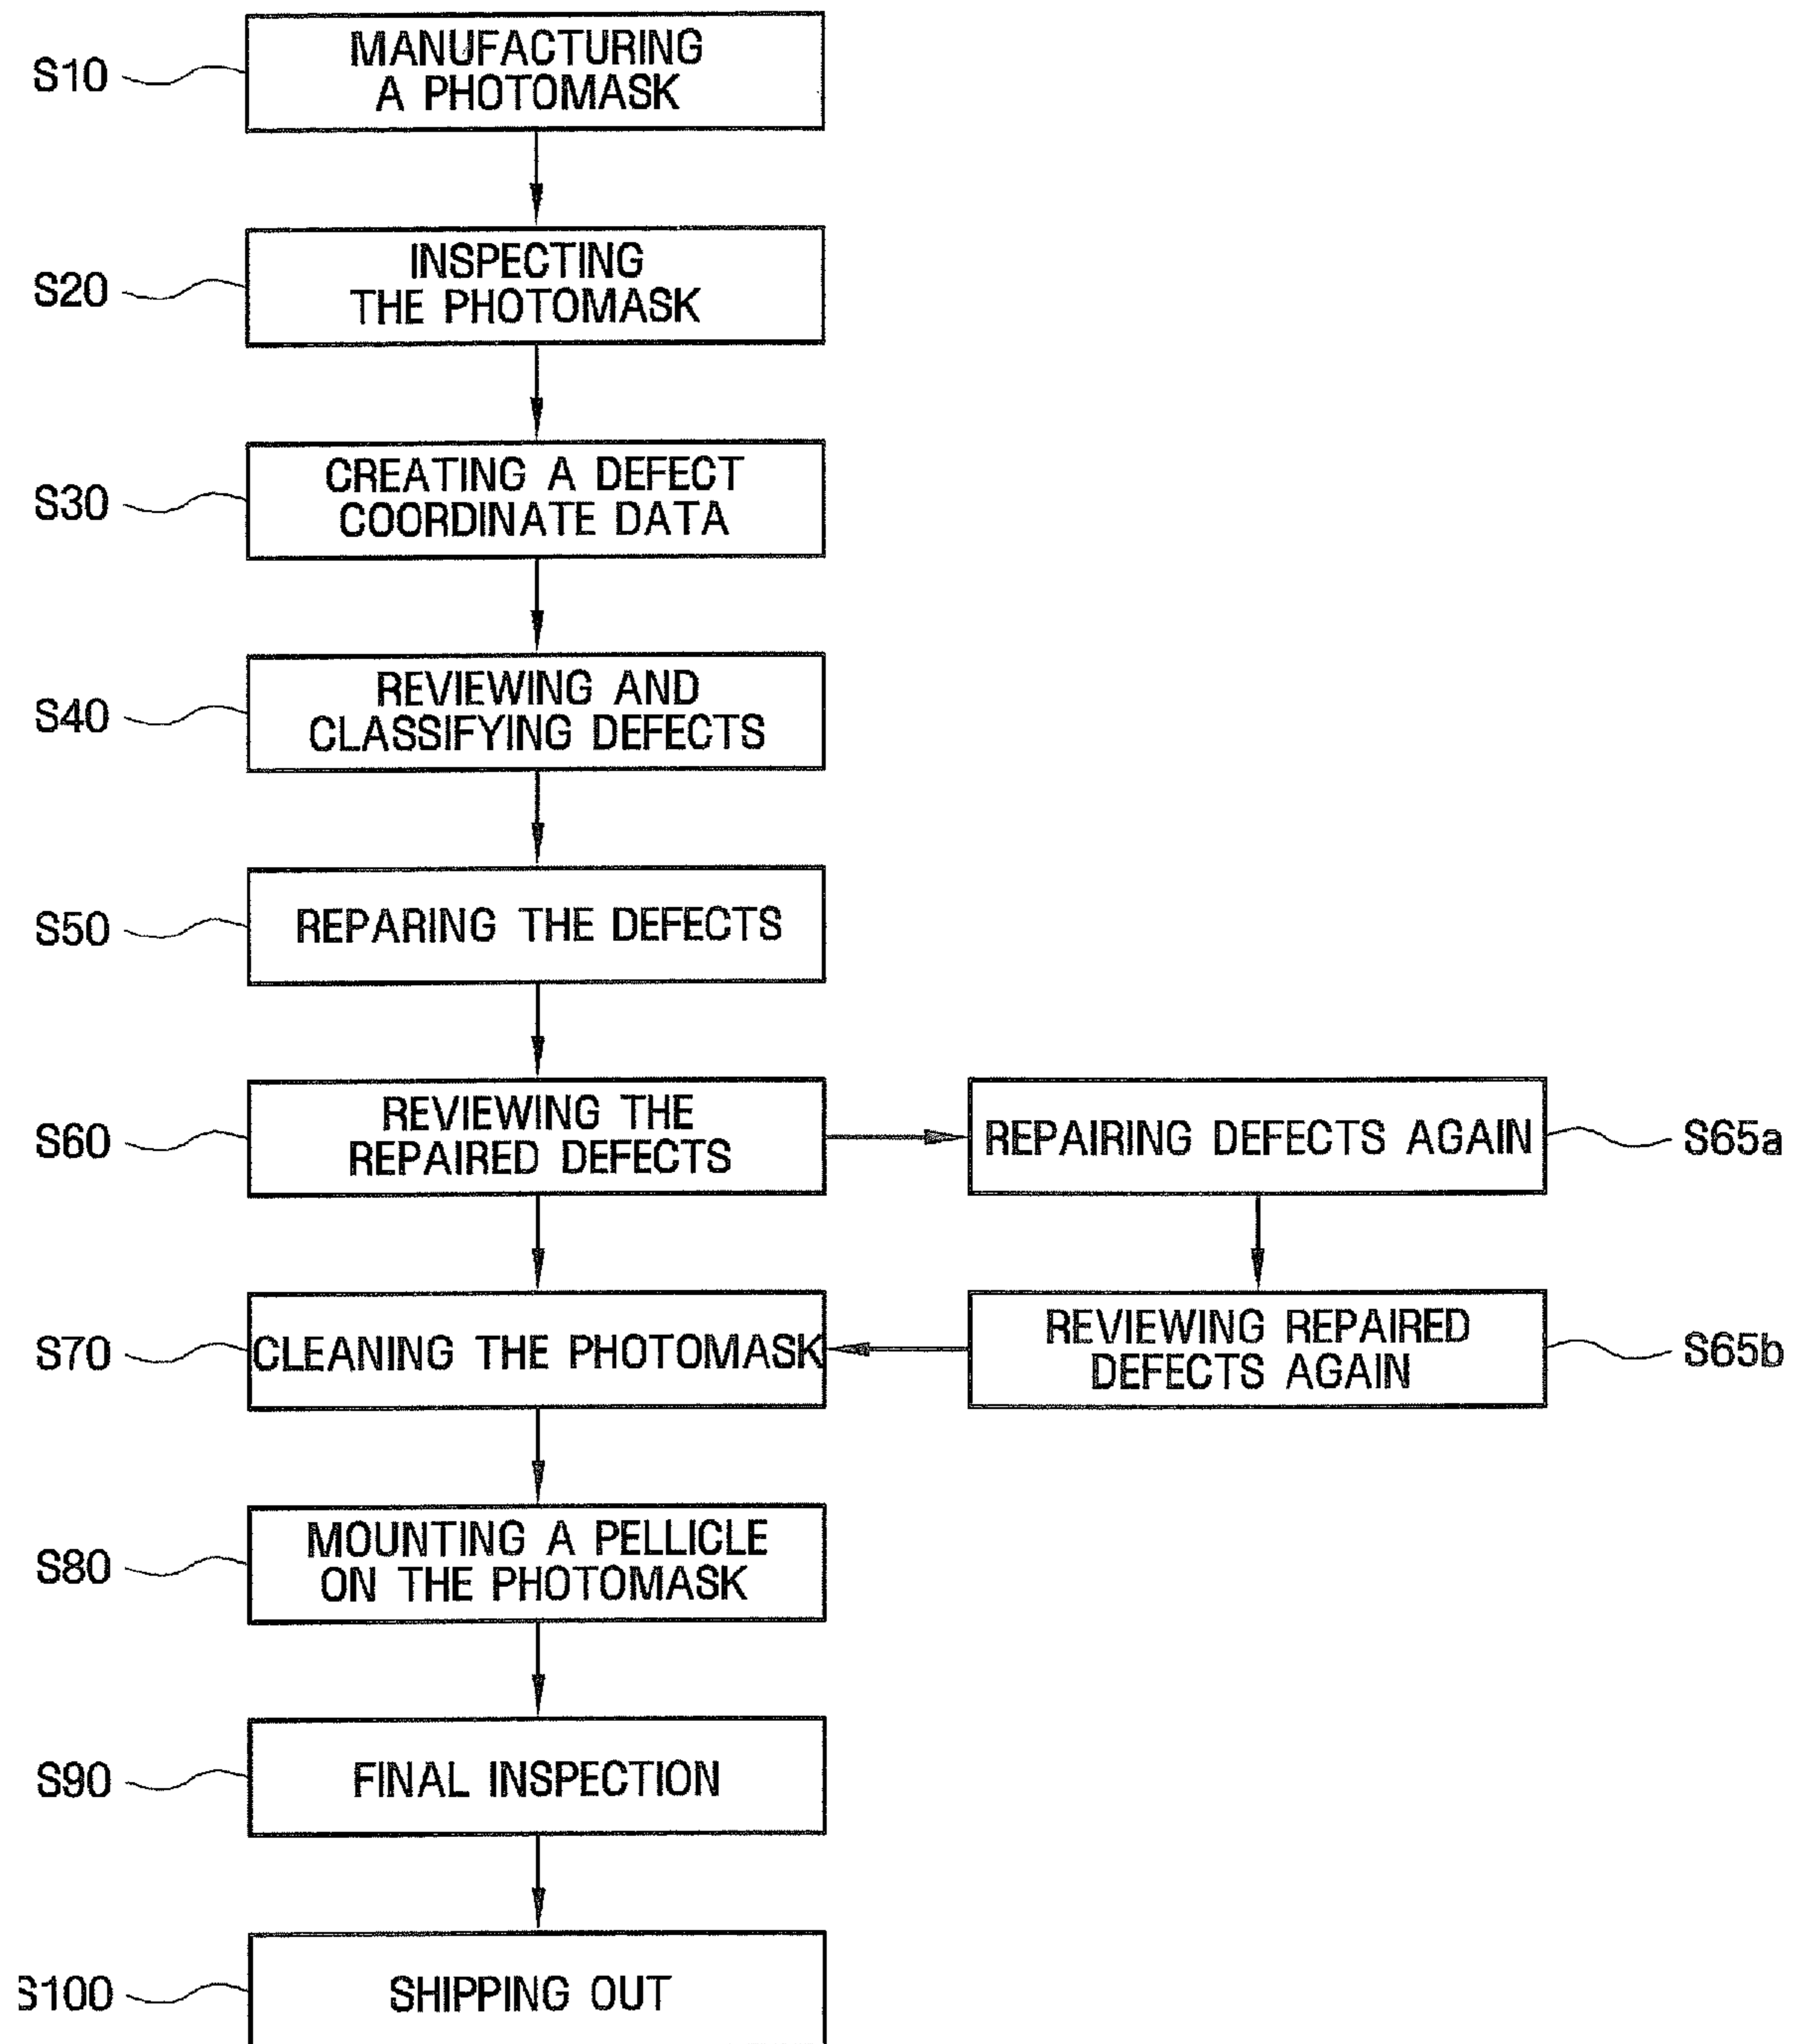 S10
MANUFACTURING
A PHOTOMASK
S20
INSPECTING
THE PHOTOMASK
S30
CREATING A DEFECT
COORDINATE DATA
S40
REVIEWING AND
CLASSIFYING DEFECTS
S50
REPARING THE DEFECTS
S60
REVIEWING THE
REPAIRED DEFECTS
REPAIRING DEFECTS AGAIN
S65a
S70
CLEANING THE PHOTOMASK
REVIEWING REPAIRED
DEFECTS AGAIN
S65b
S80
MOUNTING A PELLICLE
ON THE PHOTOMASK
S90
FINAL INSPECTION
S100
SHIPPING OUT